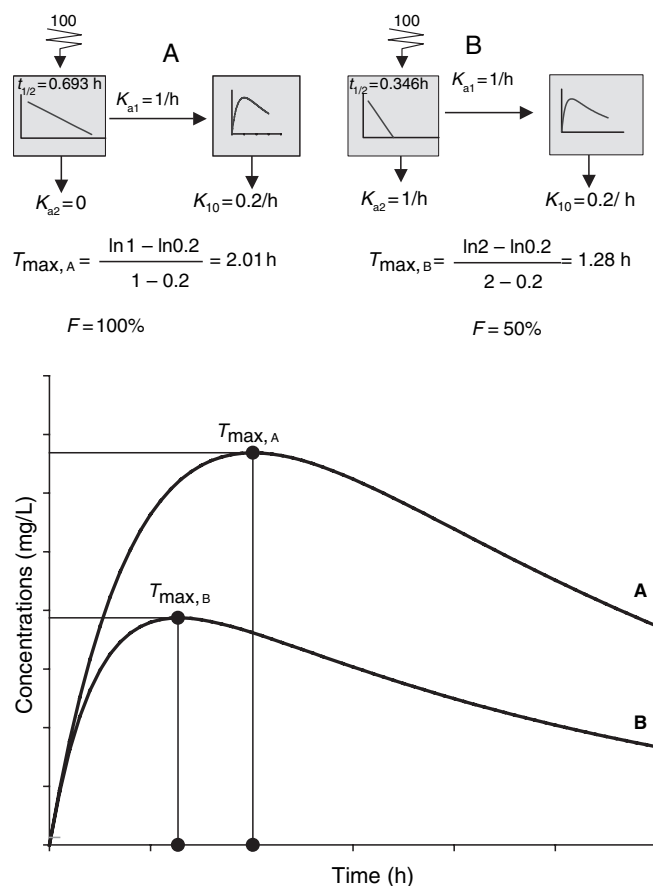 100
A
t1/2 = 0.693 h
Ka1 = 1/h
Ka2 = 0
K10 = 0.2/h
Tmax, A = ln 1 – ln0.2 / 1 – 0.2 = 2.01 h
F = 100%
100
B
t1/2 = 0.346h
Ka1 = 1/h
Ka2 = 1/h
K10 = 0.2/ h
Tmax, B = ln2 – ln0.2 / 2 – 0.2 = 1.28 h
F = 50%
Concentrations (mg/L)
Tmax, A
Tmax, B
A
B
Time (h)